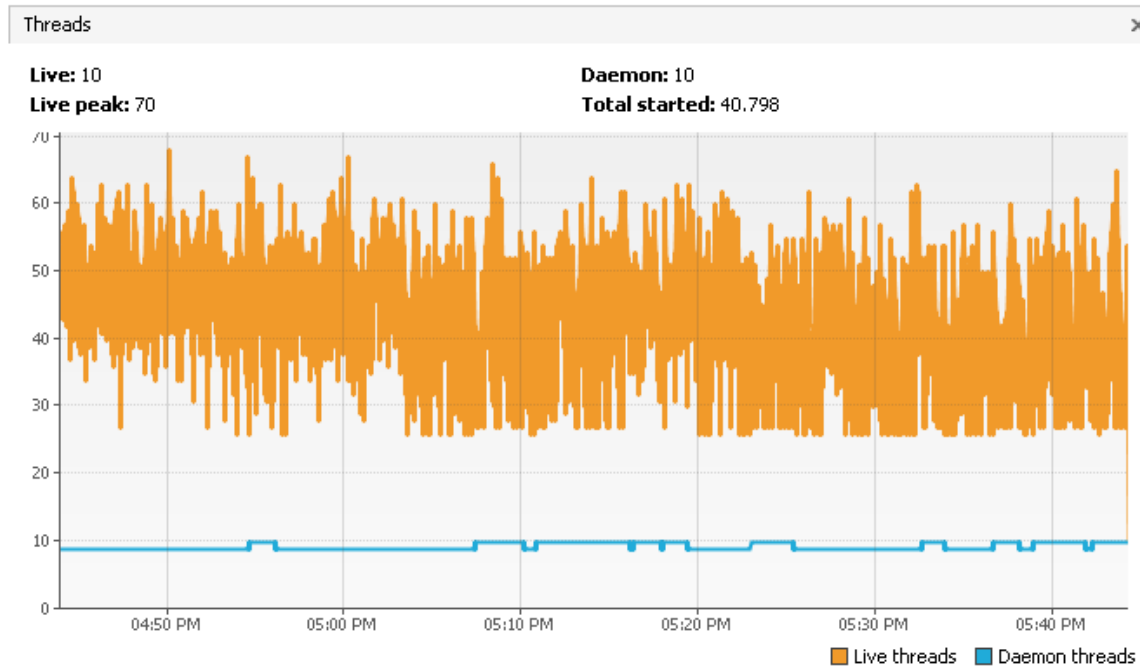 Threads ×
Live: 10 Daemon: 10
Live peak: 70 Total started: 40.798
70
60
50
40
30
20
10
0
04:50 PM 05:00 PM 05:10 PM 05:20 PM 05:30 PM 05:40 PM
Live threads Daemon threads